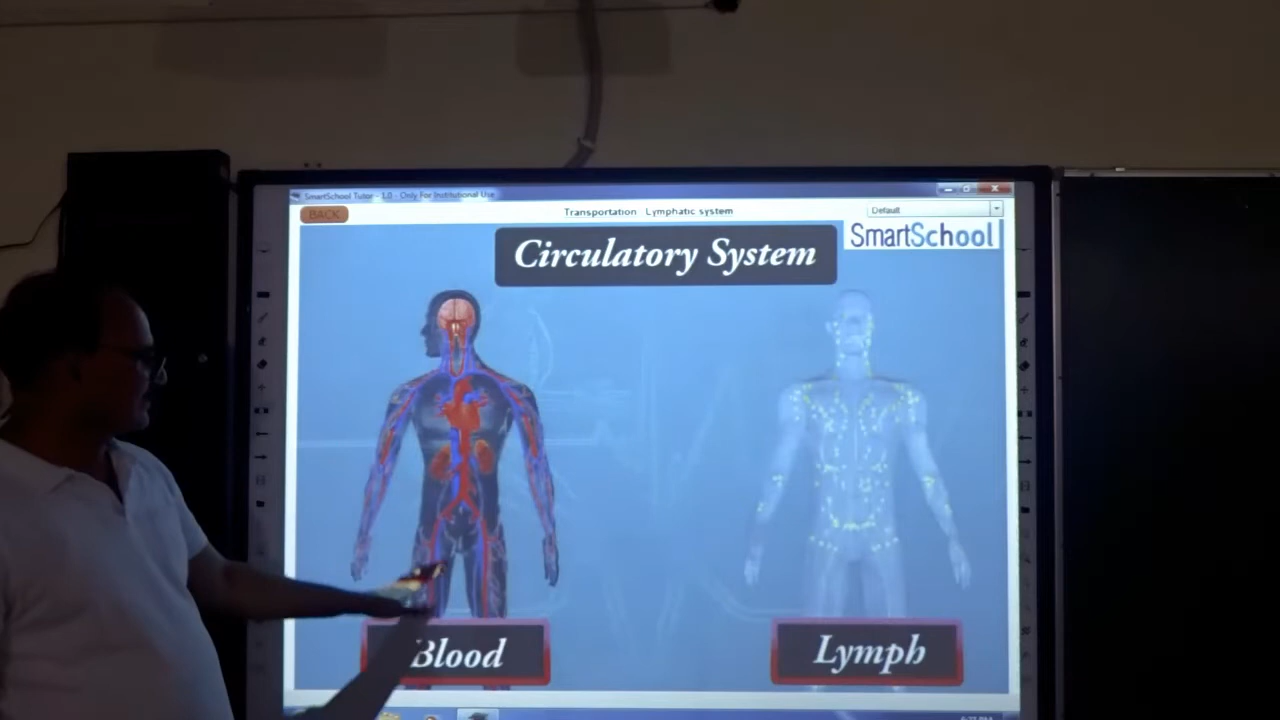 SmartSchool Tutor - 1.0 - Only For Institutional Use
BACK
Transportation Lymphatic system
Default
SmartSchool
Circulatory System
Blood
Lymph